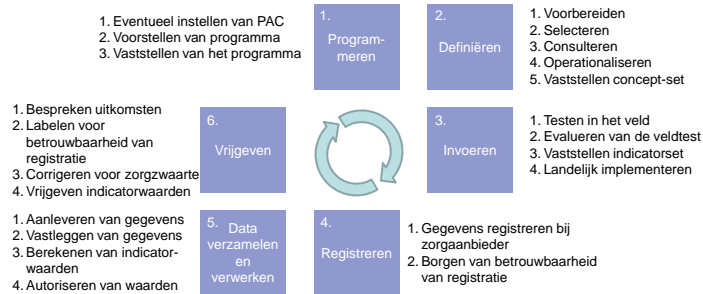 1. Eventueel instellen van PAC
2. Voorstellen van programma
3. Vaststellen van het programma
1.
Program-
meren
2.
Definiëren
1. Voorbereiden
2. Selecteren
3. Consulteren
4. Operationaliseren
5. Vaststellen concept-set
1. Bespreken uitkomsten
2. Labelen voor
betrouwbaarheid van
registratie
3. Corrigeren voor zorgzwaarte
4. Vrijgeven indicatorwaarden
6.
Vrijgeven
3.
Invoeren
1. Testen in het veld
2. Evalueren van de veldtest
3. Vaststellen indicatorset
4. Landelijk implementeren
1. Aanleveren van gegevens
2. Vastleggen van gegevens
3. Berekenen van indicator-
waarden
4. Autoriseren van waarden
5. Data
verzamelen
en
verwerken
4.
Registreren
1. Gegevens registreren bij
zorgaanbieder
2. Borgen van betrouwbaarheid
van registratie